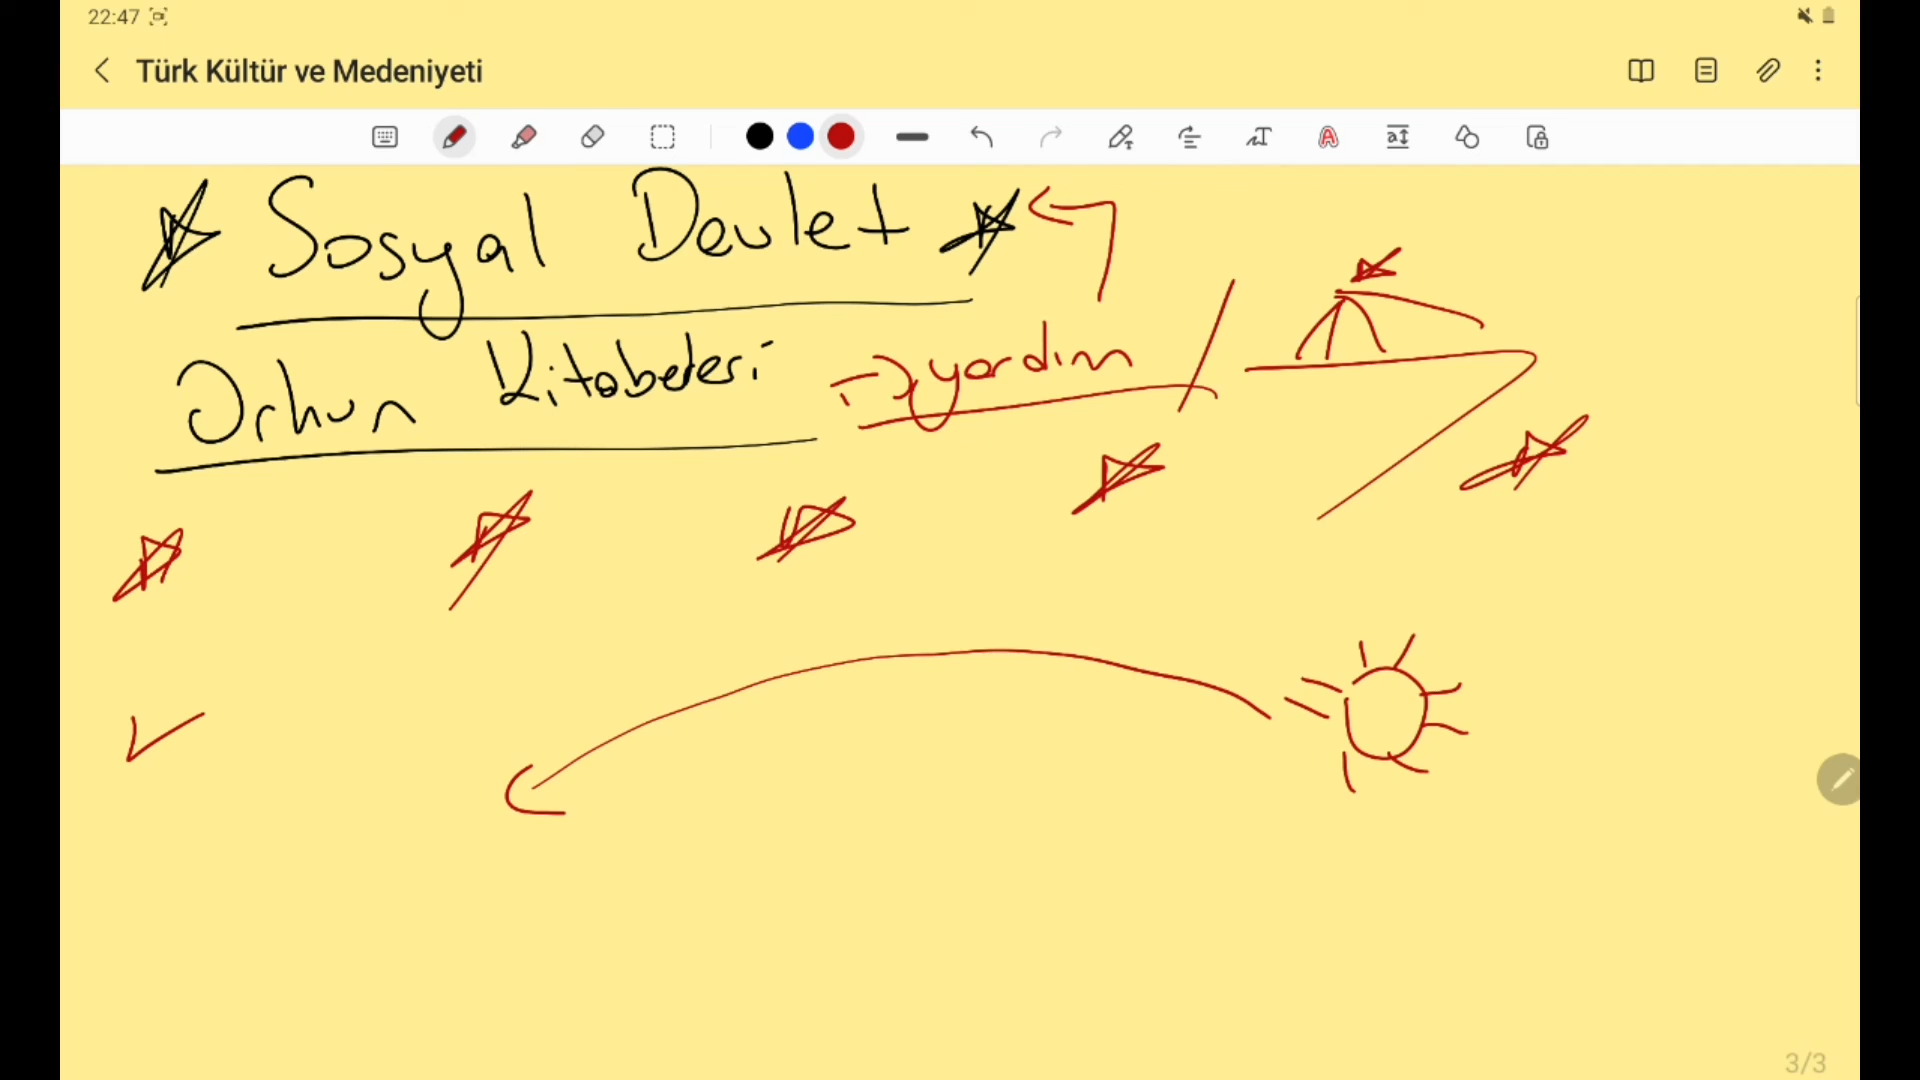 22:47
Türk Kültür ve Medeniyeti
Sosyal Devlet
Orhun Kitabeleri yardım
3/3